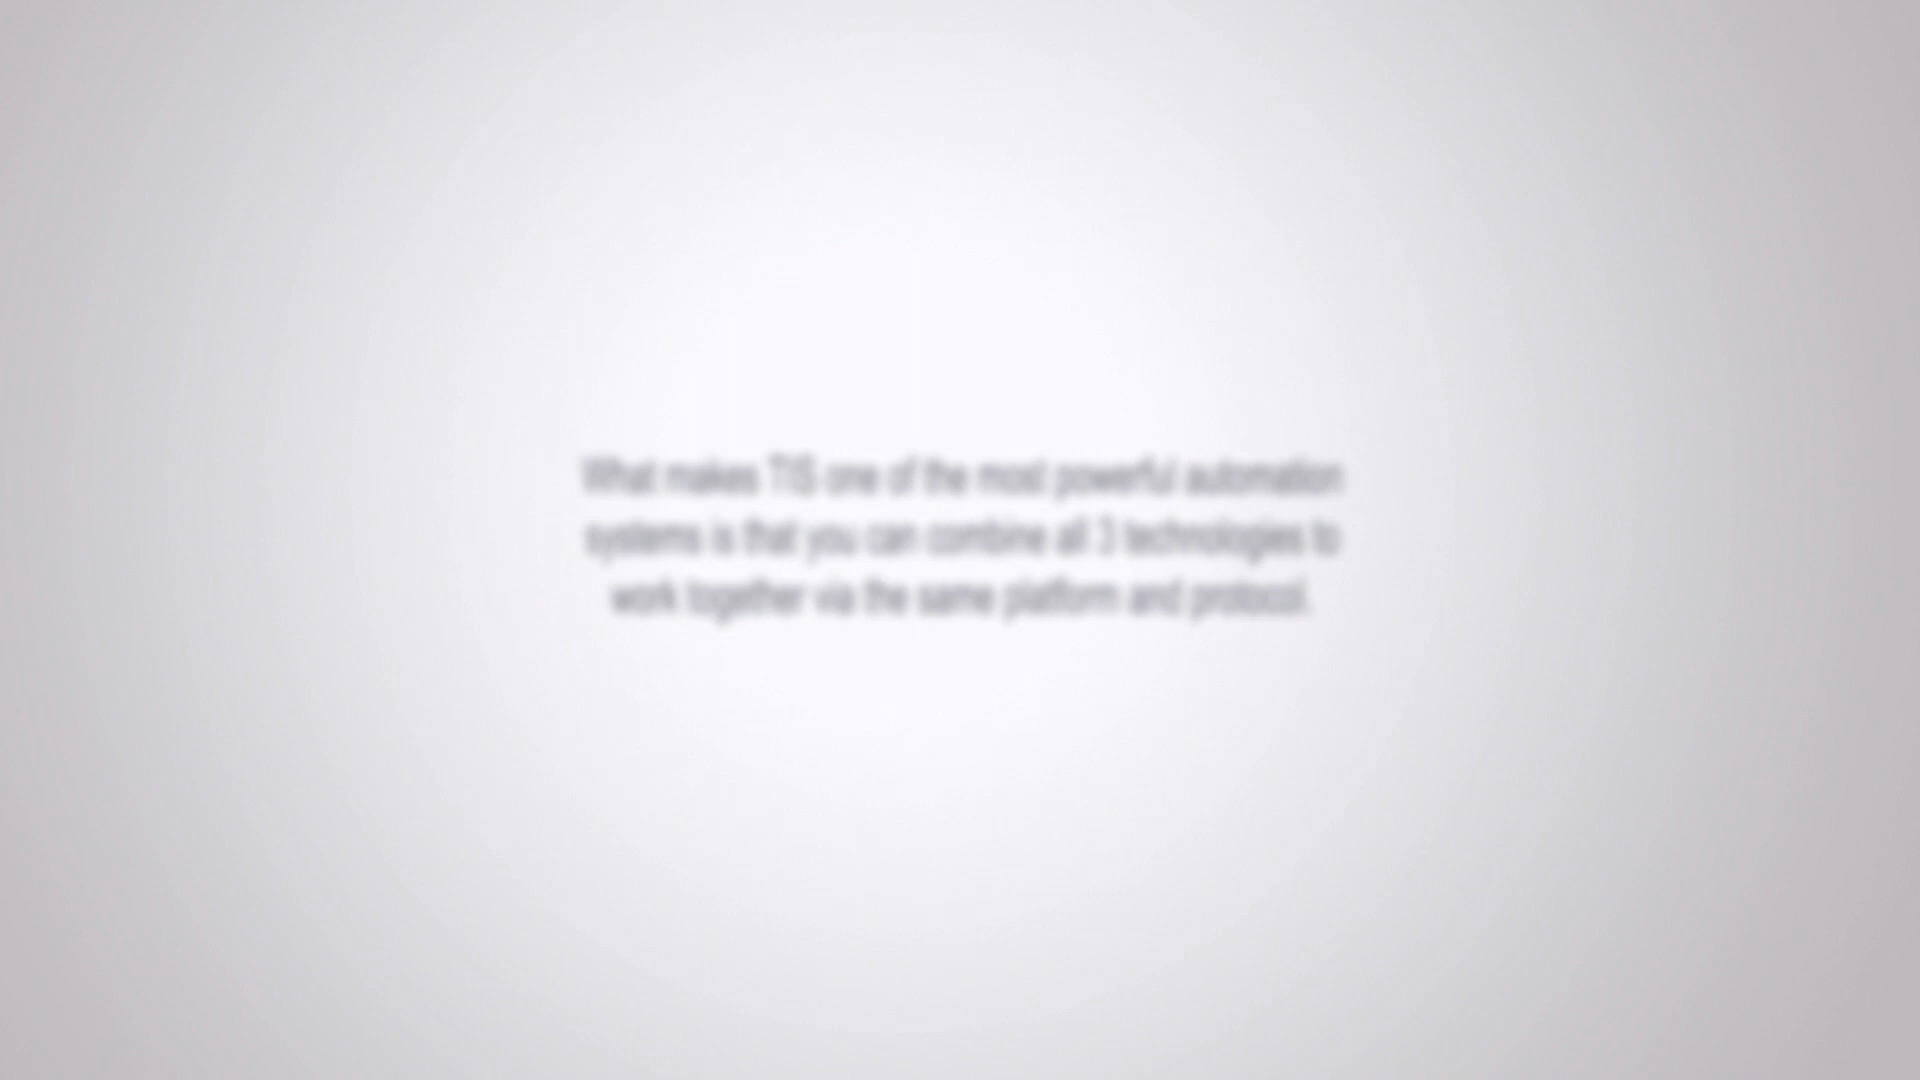 What makes TIS one of the most powerful automation
systems is that you can combine all 3 technologies to
work together via the same platform and protocol.